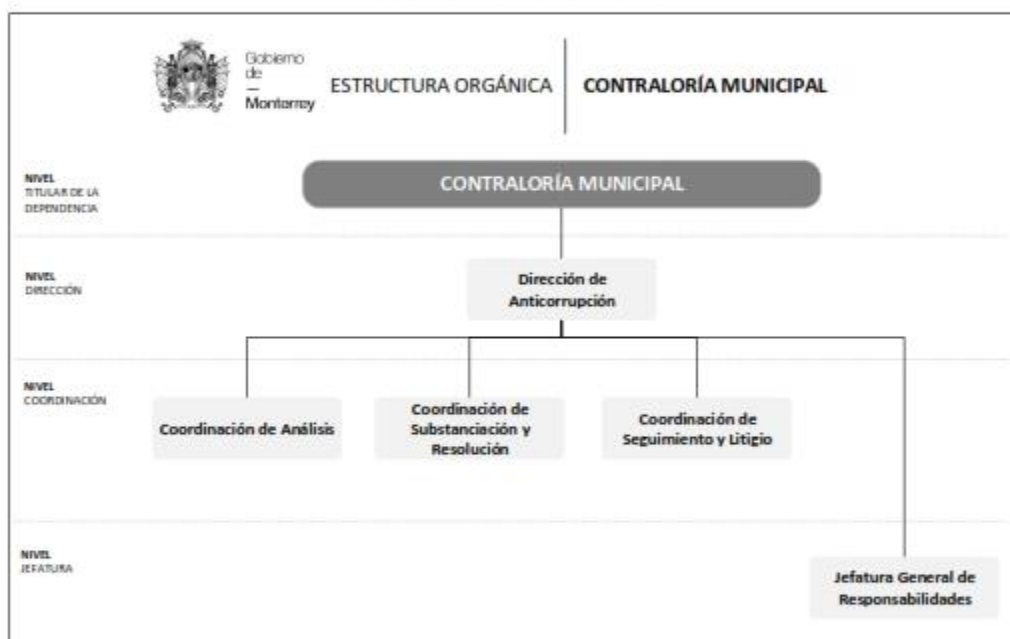 Gobierno
de
—
Monterrey
ESTRUCTURA ORGÁNICA
CONTRALORÍA MUNICIPAL
NIVEL
TITULAR DE LA
DEPENDENCIA
CONTRALORÍA MUNICIPAL
NIVEL
DIRECCIÓN
Dirección de
Anticorrupción
NIVEL
COORDINACIÓN
Coordinación de Análisis
Coordinación de
Substanciación y
Resolución
Coordinación de
Seguimiento y Litigio
NIVEL
JEFATURA
Jefatura General de
Responsabilidades